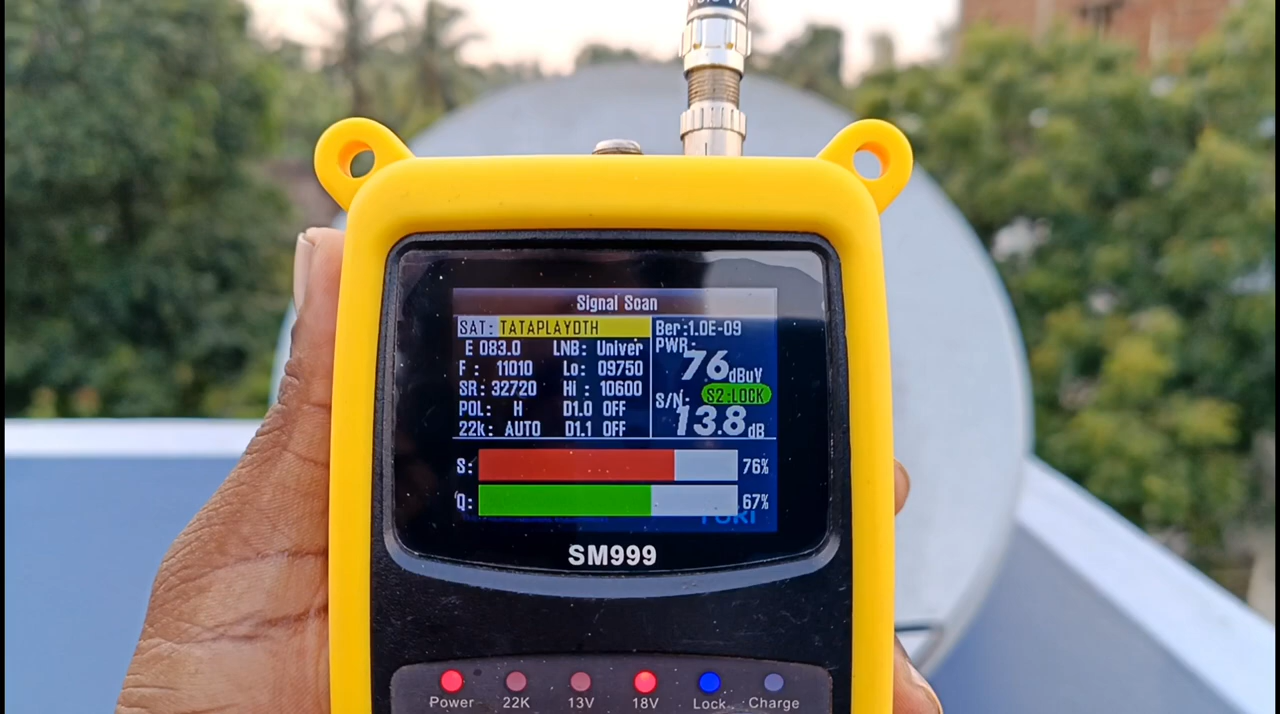 Signal Scan
SAT: TATAPLAYDTH
Ber:1.0E-09
E 083.0 LNB: Univer
PWR:
76 dBuV
F : 11010 Lo: 09750
SR: 32720 Hi : 10600
S2:LOCK
S/N:
13.8 dB
POL: H D1.0 OFF
22k: AUTO D1.1 OFF
S: 76%
Q: 67%
SM999
Power 22K 13V 18V Lock Charge